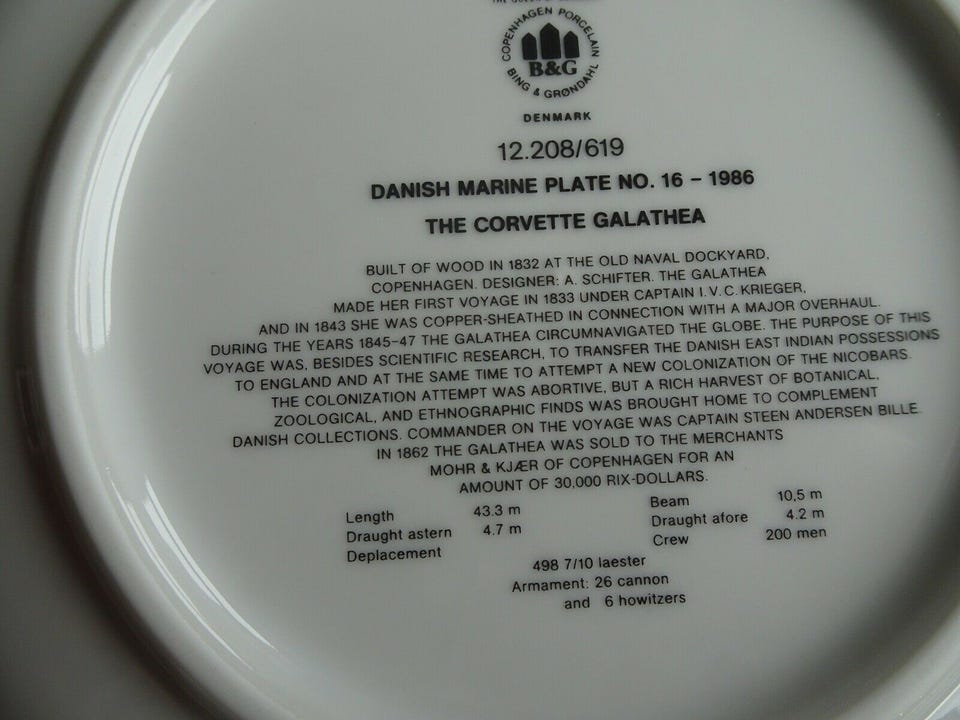 COPENHAGEN PORCELAIN
B&G
BING & GRØNDAHL
DENMARK
12.208/619
DANISH MARINE PLATE NO. 16 – 1986
THE CORVETTE GALATHEA
BUILT OF WOOD IN 1832 AT THE OLD NAVAL DOCKYARD,
COPENHAGEN. DESIGNER: A. SCHIFTER. THE GALATHEA
MADE HER FIRST VOYAGE IN 1833 UNDER CAPTAIN I.V.C. KRIEGER,
AND IN 1843 SHE WAS COPPER-SHEATHED IN CONNECTION WITH A MAJOR OVERHAUL.
DURING THE YEARS 1845–47 THE GALATHEA CIRCUMNAVIGATED THE GLOBE. THE PURPOSE OF THIS
VOYAGE WAS, BESIDES SCIENTIFIC RESEARCH, TO TRANSFER THE DANISH EAST INDIAN POSSESSIONS
TO ENGLAND AND AT THE SAME TIME TO ATTEMPT A NEW COLONIZATION OF THE NICOBARS.
THE COLONIZATION ATTEMPT WAS ABORTIVE, BUT A RICH HARVEST OF BOTANICAL,
ZOOLOGICAL, AND ETHNOGRAPHIC FINDS WAS BROUGHT HOME TO COMPLEMENT
DANISH COLLECTIONS. COMMANDER ON THE VOYAGE WAS CAPTAIN STEEN ANDERSEN BILLE.
IN 1862 THE GALATHEA WAS SOLD TO THE MERCHANTS
MOHR & KJÆR OF COPENHAGEN FOR AN
AMOUNT OF 30.000 RIX-DOLLARS.
Length 43.3 m Beam 10,5 m
Draught astern 4.7 m Draught afore 4.2 m
Deplacement Crew 200 men
498 7/10 laester
Armament: 26 cannon
and 6 howitzers